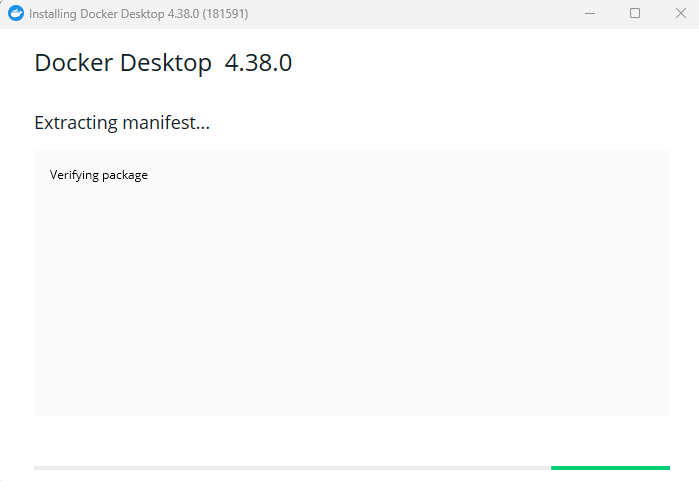 Installing Docker Desktop 4.38.0 (181591)
Docker Desktop 4.38.0
Extracting manifest...
Verifying package